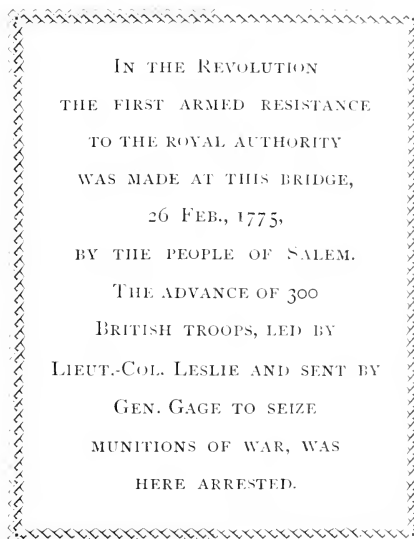 In the Revolution
the first armed resistance
to the royal authority
was made at this bridge,
26 Feb., 1775,
by the people of Salem.
The advance of 300
British troops, led by
Lieut.-Col. Leslie and sent by
Gen. Gage to seize
munitions of war, was
here arrested.